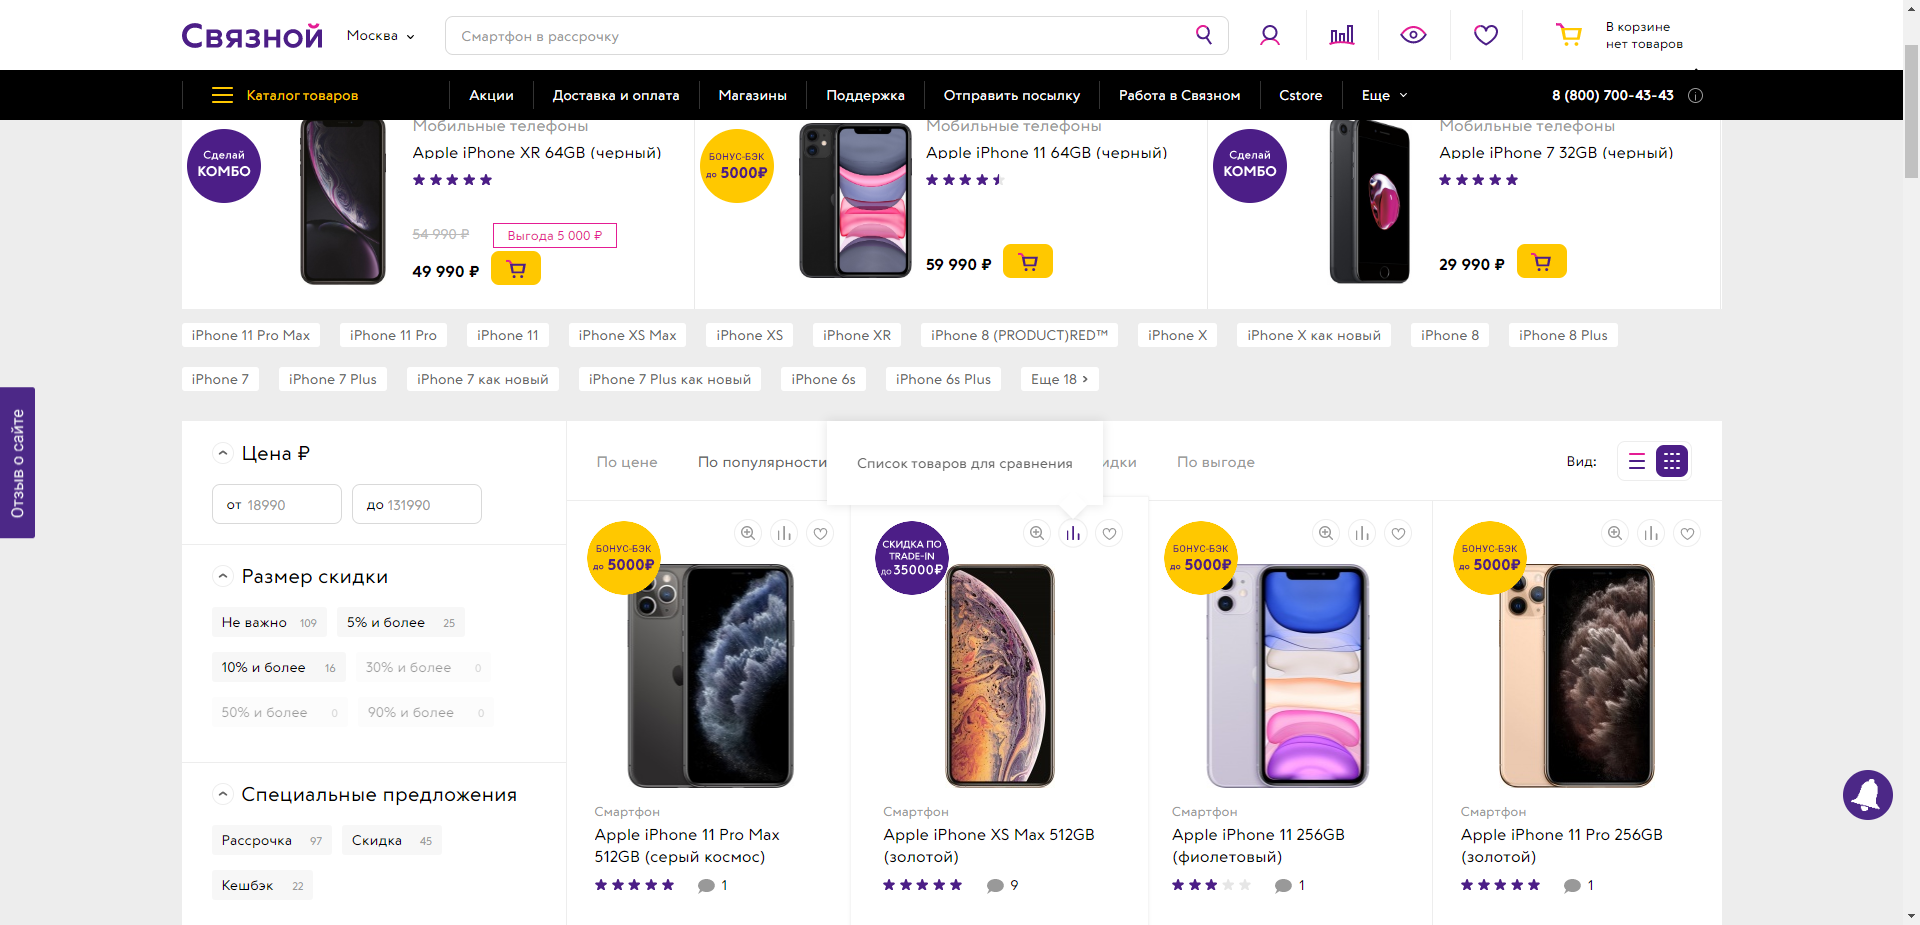 Связной
Москва
Смартфон в рассрочку
В корзине
нет товаров
Каталог товаров
Акции
Доставка и оплата
Магазины
Поддержка
Отправить посылку
Работа в Связном
Cstore
Еще
8 (800) 700-43-43
Сделай
КОМБО
Мобильные телефоны
Apple iPhone XR 64GB (черный)
54 990 ₽
Выгода 5 000 ₽
49 990 ₽
БОНУС-БЭК
до 5000₽
Мобильные телефоны
Apple iPhone 11 64GB (черный)
59 990 ₽
Сделай
КОМБО
Мобильные телефоны
Apple iPhone 7 32GB (черный)
29 990 ₽
iPhone 11 Pro Max
iPhone 11 Pro
iPhone 11
iPhone XS Max
iPhone XS
iPhone XR
iPhone 8 (PRODUCT)RED™
iPhone X
iPhone X как новый
iPhone 8
iPhone 8 Plus
iPhone 7
iPhone 7 Plus
iPhone 7 как новый
iPhone 7 Plus как новый
iPhone 6s
iPhone 6s Plus
Еще 18
Отзыв о сайте
Цена ₽
от 18990
до 131990
Размер скидки
Не важно 109
5% и более 25
10% и более 16
30% и более 0
50% и более 0
90% и более 0
Специальные предложения
Рассрочка 97
Скидка 45
Кешбэк 22
По цене
По популярности
Список товаров для сравнения
идки
По выгоде
Вид:
БОНУС-БЭК
до 5000₽
Смартфон
Apple iPhone 11 Pro Max
512GB (серый космос)
1
СКИДКА ПО
TRADE-IN
до 35000₽
Смартфон
Apple iPhone XS Max 512GB
(золотой)
9
БОНУС-БЭК
до 5000₽
Смартфон
Apple iPhone 11 256GB
(фиолетовый)
1
БОНУС-БЭК
до 5000₽
Смартфон
Apple iPhone 11 Pro 256GB
(золотой)
1